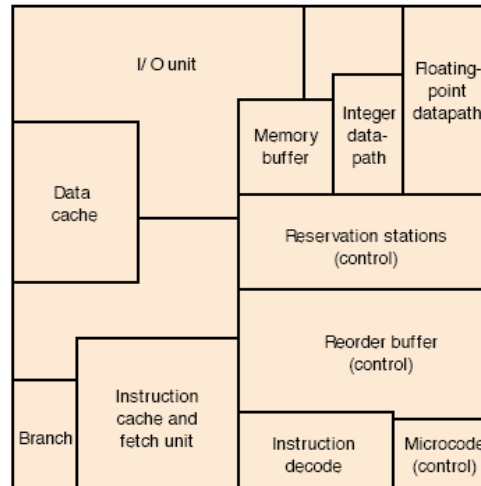 I/ O unit
Floating-
point
datapath
Integer
data-
path
Memory
buffer
Data
cache
Reservation stations
(control)
Reorder buffer
(control)
Instruction
cache and
fetch unit
Branch
Instruction
decode
Microcode
(control)